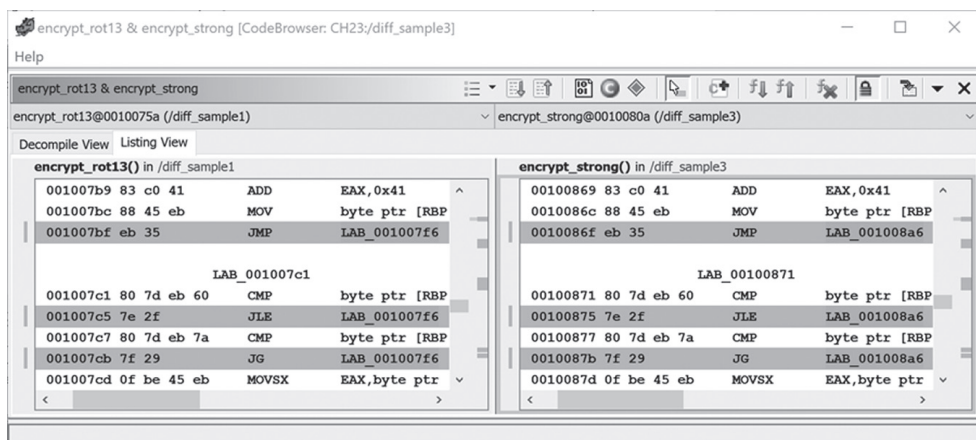 encrypt_rot13 & encrypt_strong [CodeBrowser: CH23:/diff_sample3]
Help
encrypt_rot13 & encrypt_strong
encrypt_rot13@0010075a (/diff_sample1)
encrypt_strong@0010080a (/diff_sample3)
Decompile View Listing View
encrypt_rot13() in /diff_sample1
001007b9 83 c0 41 ADD EAX,0x41
001007bc 88 45 eb MOV byte ptr [RBP
001007bf eb 35 JMP LAB_001007f6
LAB_001007c1
001007c1 80 7d eb 60 CMP byte ptr [RBP
001007c5 7e 2f JLE LAB_001007f6
001007c7 80 7d eb 7a CMP byte ptr [RBP
001007cb 7f 29 JG LAB_001007f6
001007cd 0f be 45 eb MOVSX EAX,byte ptr
encrypt_strong() in /diff_sample3
00100869 83 c0 41 ADD EAX,0x41
0010086c 88 45 eb MOV byte ptr [RBP
0010086f eb 35 JMP LAB_001008a6
LAB_00100871
00100871 80 7d eb 60 CMP byte ptr [RBP
00100875 7e 2f JLE LAB_001008a6
00100877 80 7d eb 7a CMP byte ptr [RBP
0010087b 7f 29 JG LAB_001008a6
0010087d 0f be 45 eb MOVSX EAX,byte ptr